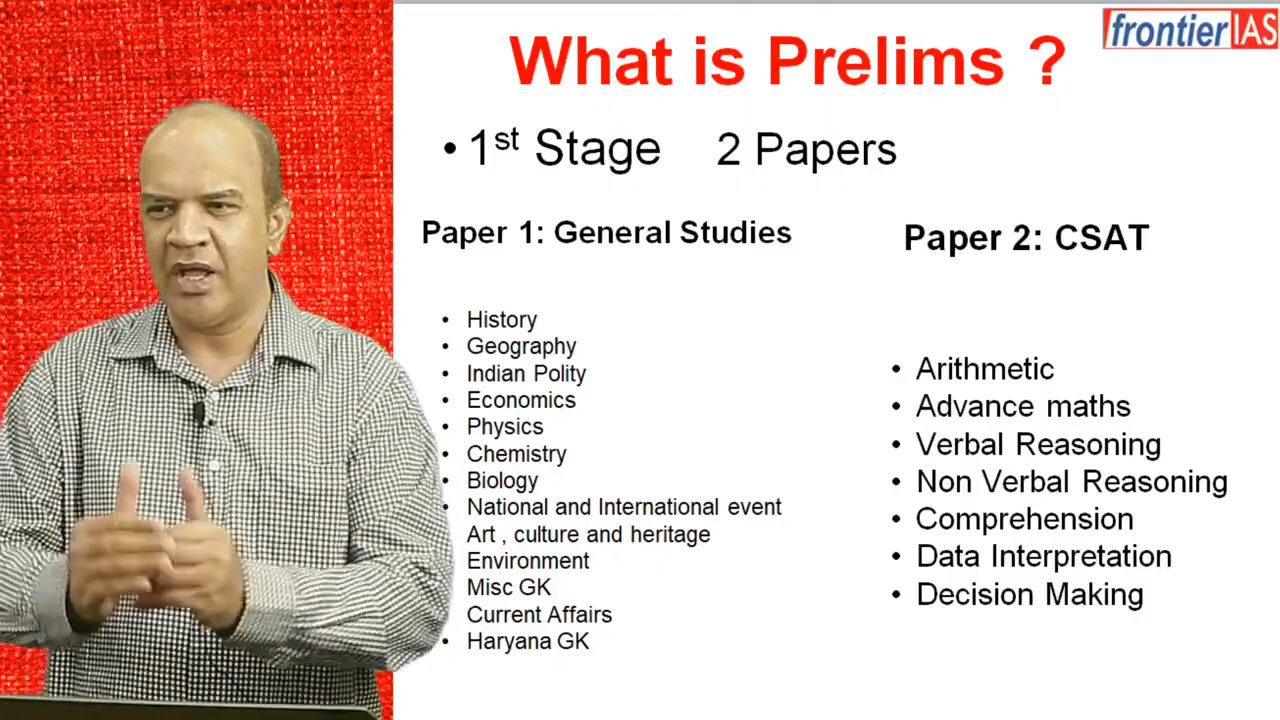 frontier IAS
What is Prelims ?
• 1st Stage 2 Papers
Paper 1: General Studies
• History
• Geography
• Indian Polity
• Economics
• Physics
• Chemistry
• Biology
• National and International event
Art , culture and heritage
Environment
Misc GK
Current Affairs
• Haryana GK
Paper 2: CSAT
• Arithmetic
• Advance maths
• Verbal Reasoning
• Non Verbal Reasoning
• Comprehension
• Data Interpretation
• Decision Making